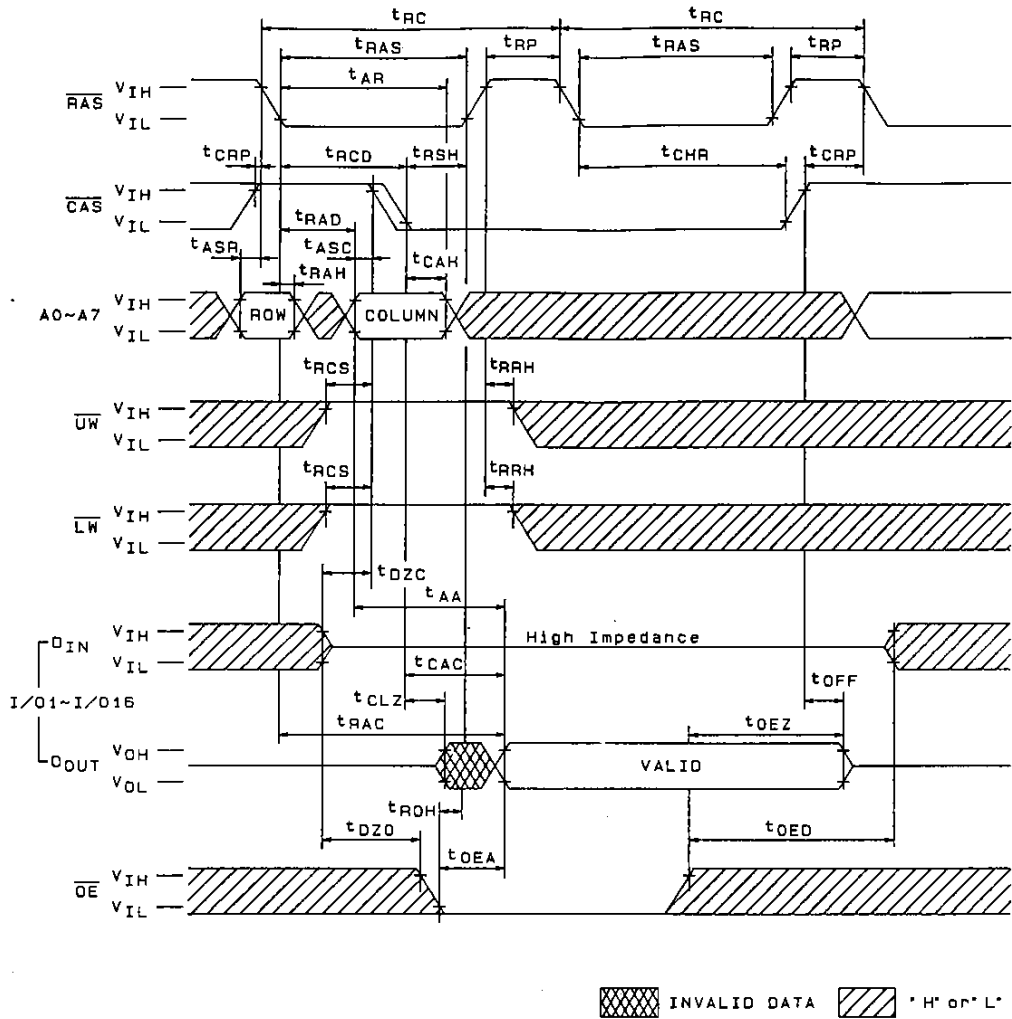 tRC tRC
tRAS tRP tRAS tRP
tAR
RAS VIH
VIL
tCRP tRCD tRSH tCHR tCRP
CAS VIH
VIL
tRAD
tASR tASC
tRAH tCAH
A0~A7 VIH
VIL
ROW COLUMN
tRCS tRRH
UW VIH
VIL
tRCS tRRH
LW VIH
VIL
tDZC
tAA
DIN VIH
VIL
High Impedance
tCAC
tCLZ tOFF
I/O1~I/O16
tRAC tOEZ
DOUT VOH
VOL
VALID
tROH
tDZO tOED
tOEA
OE VIH
VIL
INVALID DATA "H" or "L"